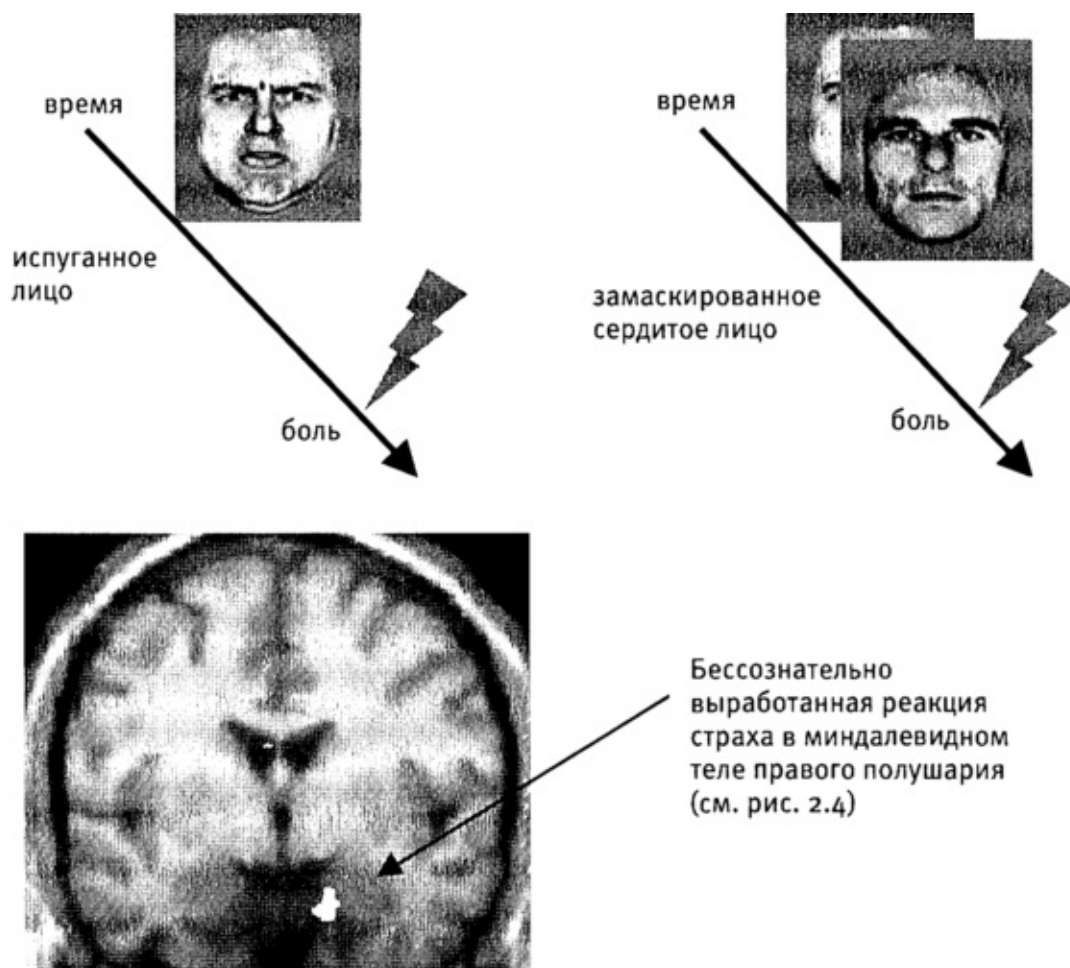 время
испуганное
лицо
боль
время
замаскированное
сердитое лицо
боль
Бессознательно
выработанная реакция
страха в миндалевидном
теле правого полушария
(см. рис. 2.4)